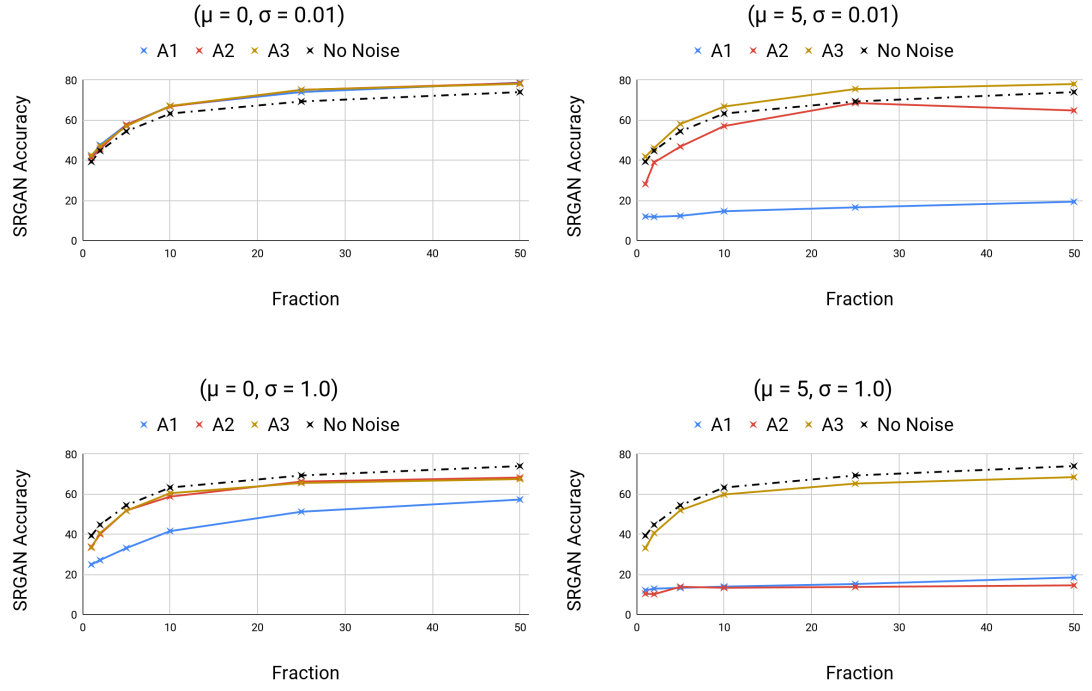 (μ = 0, σ = 0.01)
A1 A2 A3 No Noise
SRGAN Accuracy
80
60
40
20
0
0 10 20 30 40 50
Fraction
(μ = 5, σ = 0.01)
A1 A2 A3 No Noise
SRGAN Accuracy
80
60
40
20
0
0 10 20 30 40 50
Fraction
(μ = 0, σ = 1.0)
A1 A2 A3 No Noise
SRGAN Accuracy
80
60
40
20
0
0 10 20 30 40 50
Fraction
(μ = 5, σ = 1.0)
A1 A2 A3 No Noise
SRGAN Accuracy
80
60
40
20
0
0 10 20 30 40 50
Fraction